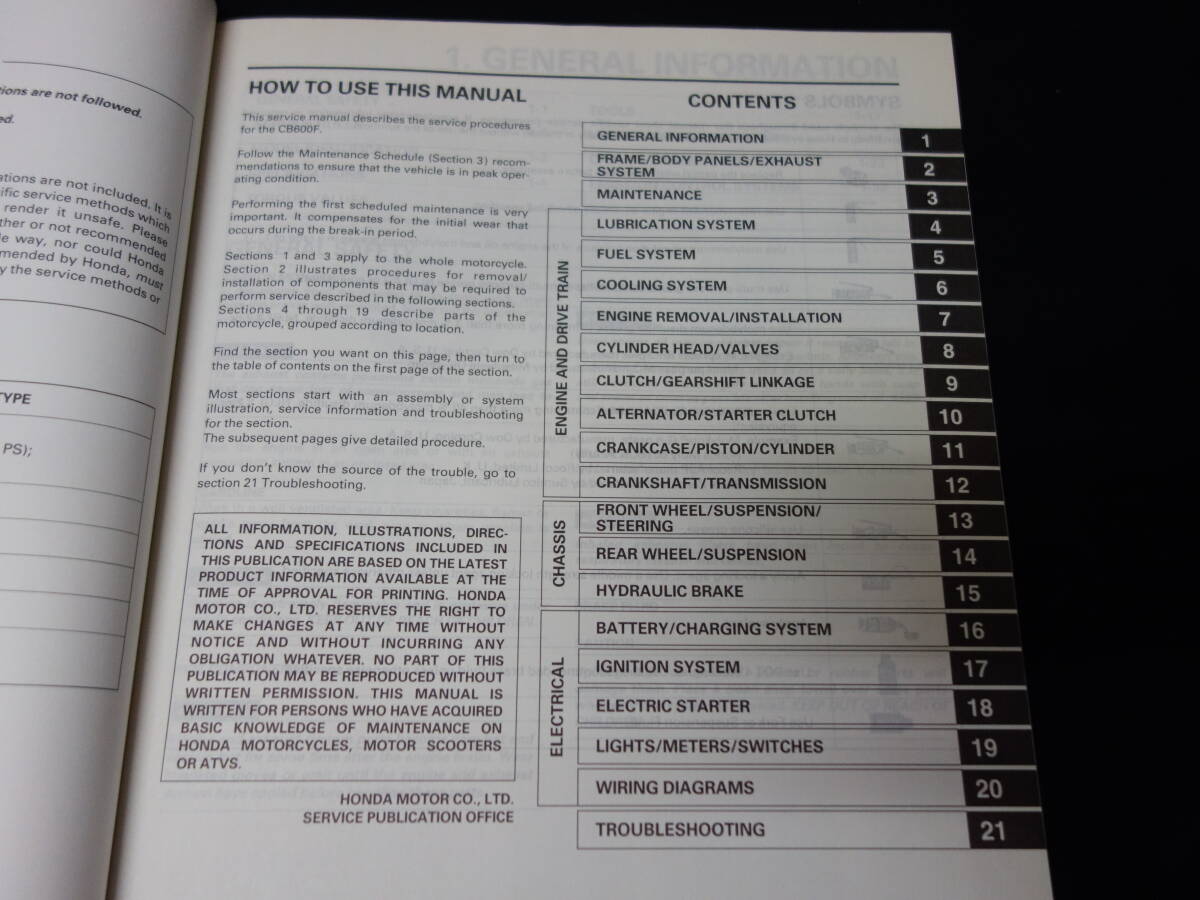 ions are not followed.
ed.
ations are not included. It is
ific service methods which
render it unsafe. Please
ther or not recommended
le way, nor could Honda
mended by Honda, must
y the service methods or
TYPE
PS);
1. GENERAL INFORMATION
HOW TO USE THIS MANUAL
This service manual describes the service procedures
for the CB600F.
Follow the Maintenance Schedule (Section 3) recom-
mendations to ensure that the vehicle is in peak oper-
ating condition.
Performing the first scheduled maintenance is very
important. It compensates for the initial wear that
occurs during the break-in period.
Sections 1 and 3 apply to the whole motorcycle.
Section 2 illustrates procedures for removal/
installation of components that may be required to
perform service described in the following sections.
Sections 4 through 19 describe parts of the
motorcycle, grouped according to location.
Find the section you want on this page, then turn to
the table of contents on the first page of the section.
Most sections start with an assembly or system
illustration, service information and troubleshooting
for the section.
The subsequent pages give detailed procedure.
If you don't know the source of the trouble, go to
section 21 Troubleshooting.
ALL INFORMATION, ILLUSTRATIONS, DIREC-
TIONS AND SPECIFICATIONS INCLUDED IN
THIS PUBLICATION ARE BASED ON THE LATEST
PRODUCT INFORMATION AVAILABLE AT THE
TIME OF APPROVAL FOR PRINTING. HONDA
MOTOR CO., LTD. RESERVES THE RIGHT TO
MAKE CHANGES AT ANY TIME WITHOUT
NOTICE AND WITHOUT INCURRING ANY
OBLIGATION WHATEVER. NO PART OF THIS
PUBLICATION MAY BE REPRODUCED WITHOUT
WRITTEN PERMISSION. THIS MANUAL IS
WRITTEN FOR PERSONS WHO HAVE ACQUIRED
BASIC KNOWLEDGE OF MAINTENANCE ON
HONDA MOTORCYCLES, MOTOR SCOOTERS
OR ATVS.
HONDA MOTOR CO., LTD.
SERVICE PUBLICATION OFFICE
CONTENTS
GENERAL INFORMATION 1
FRAME/BODY PANELS/EXHAUST
SYSTEM 2
MAINTENANCE 3
ENGINE AND DRIVE TRAIN
LUBRICATION SYSTEM 4
FUEL SYSTEM 5
COOLING SYSTEM 6
ENGINE REMOVAL/INSTALLATION 7
CYLINDER HEAD/VALVES 8
CLUTCH/GEARSHIFT LINKAGE 9
ALTERNATOR/STARTER CLUTCH 10
CRANKCASE/PISTON/CYLINDER 11
CRANKSHAFT/TRANSMISSION 12
CHASSIS
FRONT WHEEL/SUSPENSION/
STEERING 13
REAR WHEEL/SUSPENSION 14
HYDRAULIC BRAKE 15
ELECTRICAL
BATTERY/CHARGING SYSTEM 16
IGNITION SYSTEM 17
ELECTRIC STARTER 18
LIGHTS/METERS/SWITCHES 19
WIRING DIAGRAMS 20
TROUBLESHOOTING 21